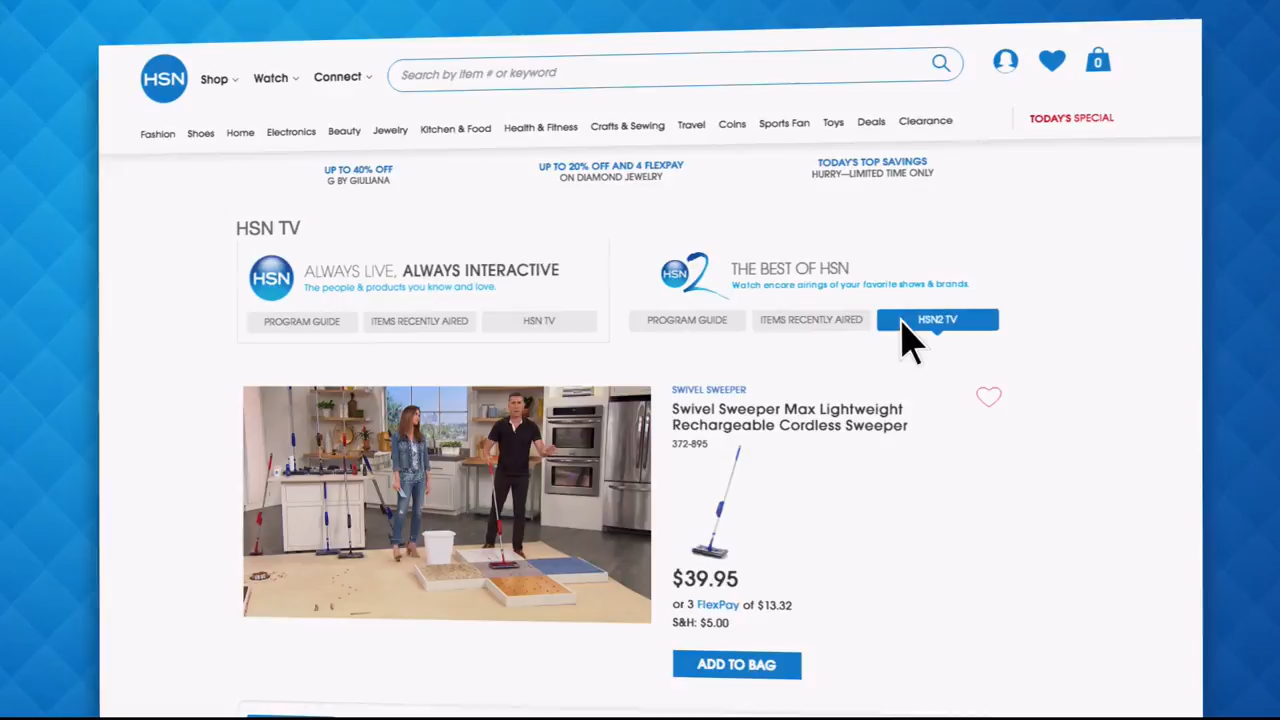 HSN
Shop
Watch
Connect
Search by item # or keyword
0
Fashion
Shoes
Home
Electronics
Beauty
Jewelry
Kitchen & Food
Health & Fitness
Crafts & Sewing
Travel
Coins
Sports Fan
Toys
Deals
Clearance
TODAY'S SPECIAL
UP TO 40% OFF
G BY GIULIANA
UP TO 20% OFF AND 4 FLEXPAY
ON DIAMOND JEWELRY
TODAY'S TOP SAVINGS
HURRY—LIMITED TIME ONLY
HSN TV
HSN
ALWAYS LIVE, ALWAYS INTERACTIVE
The people & products you know and love.
PROGRAM GUIDE
ITEMS RECENTLY AIRED
HSN TV
HSN2
THE BEST OF HSN
Watch encore airings of your favorite shows & brands.
PROGRAM GUIDE
ITEMS RECENTLY AIRED
HSN2 TV
SWIVEL SWEEPER
Swivel Sweeper Max Lightweight
Rechargeable Cordless Sweeper
372-895
$39.95
or 3 FlexPay of $13.32
S&H: $5.00
ADD TO BAG